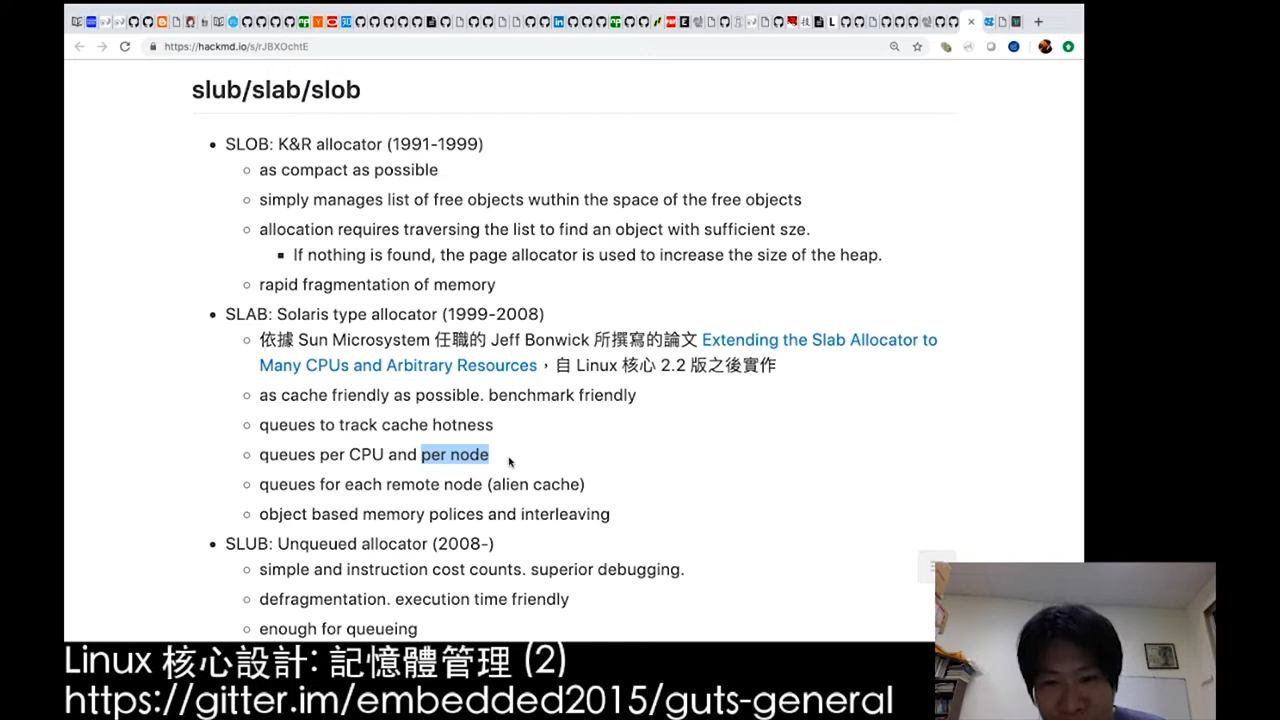 https://hackmd.io/s/rJBXOchtE
slub/slab/slob
SLOB: K&R allocator (1991-1999)
as compact as possible
simply manages list of free objects wuthin the space of the free objects
allocation requires traversing the list to find an object with sufficient sze.
If nothing is found, the page allocator is used to increase the size of the heap.
rapid fragmentation of memory
SLAB: Solaris type allocator (1999-2008)
依據 Sun Microsystem 任職的 Jeff Bonwick 所撰寫的論文 Extending the Slab Allocator to
Many CPUs and Arbitrary Resources，自 Linux 核心 2.2 版之後實作
as cache friendly as possible. benchmark friendly
queues to track cache hotness
queues per CPU and per node
queues for each remote node (alien cache)
object based memory polices and interleaving
SLUB: Unqueued allocator (2008-)
simple and instruction cost counts. superior debugging.
defragmentation. execution time friendly
enough for queueing
Linux 核心設計: 記憶體管理 (2)
https://gitter.im/embedded2015/guts-general